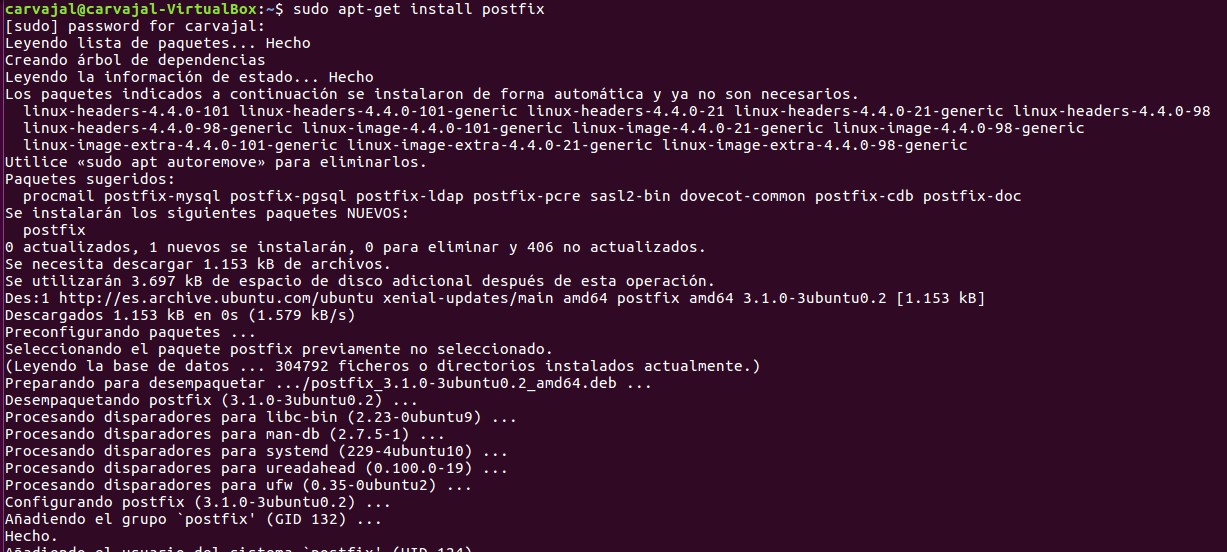 carvajal@carvajal-VirtualBox:~$ sudo apt-get install postfix
[sudo] password for carvajal:
Leyendo lista de paquetes... Hecho
Creando árbol de dependencias
Leyendo la información de estado... Hecho
Los paquetes indicados a continuación se instalaron de forma automática y ya no son necesarios.
linux-headers-4.4.0-101 linux-headers-4.4.0-101-generic linux-headers-4.4.0-21 linux-headers-4.4.0-21-generic linux-headers-4.4.0-98
linux-headers-4.4.0-98-generic linux-image-4.4.0-101-generic linux-image-4.4.0-21-generic linux-image-4.4.0-98-generic
linux-image-extra-4.4.0-101-generic linux-image-extra-4.4.0-21-generic linux-image-extra-4.4.0-98-generic
Utilice «sudo apt autoremove» para eliminarlos.
Paquetes sugeridos:
procmail postfix-mysql postfix-pgsql postfix-ldap postfix-pcre sasl2-bin dovecot-common postfix-cdb postfix-doc
Se instalarán los siguientes paquetes NUEVOS:
postfix
0 actualizados, 1 nuevos se instalarán, 0 para eliminar y 406 no actualizados.
Se necesita descargar 1.153 kB de archivos.
Se utilizarán 3.697 kB de espacio de disco adicional después de esta operación.
Des:1 http://es.archive.ubuntu.com/ubuntu xenial-updates/main amd64 postfix amd64 3.1.0-3ubuntu0.2 [1.153 kB]
Descargados 1.153 kB en 0s (1.579 kB/s)
Preconfigurando paquetes ...
Seleccionando el paquete postfix previamente no seleccionado.
(Leyendo la base de datos ... 304792 ficheros o directorios instalados actualmente.)
Preparando para desempaquetar .../postfix_3.1.0-3ubuntu0.2_amd64.deb ...
Desempaquetando postfix (3.1.0-3ubuntu0.2) ...
Procesando disparadores para libc-bin (2.23-0ubuntu9) ...
Procesando disparadores para man-db (2.7.5-1) ...
Procesando disparadores para systemd (229-4ubuntu10) ...
Procesando disparadores para ureadahead (0.100.0-19) ...
Procesando disparadores para ufw (0.35-0ubuntu2) ...
Configurando postfix (3.1.0-3ubuntu0.2) ...
Añadiendo el grupo `postfix' (GID 132) ...
Hecho.
Añadiendo el usuario del sistema `postfix'